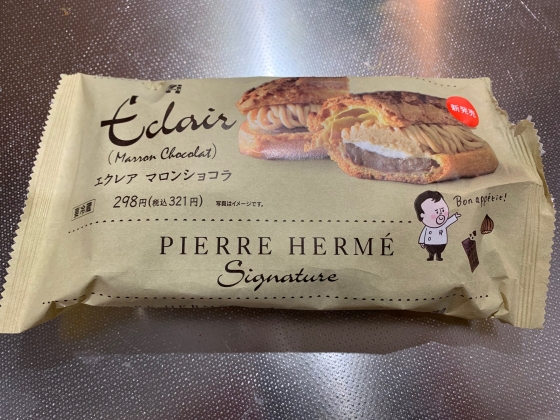 Éclair
(Marron Chocolat)
エクレア マロンショコラ
新発売
要冷蔵
298円(税込321円)
写真はイメージです。
Bon appétit!
PIERRE HERMÉ
Signature